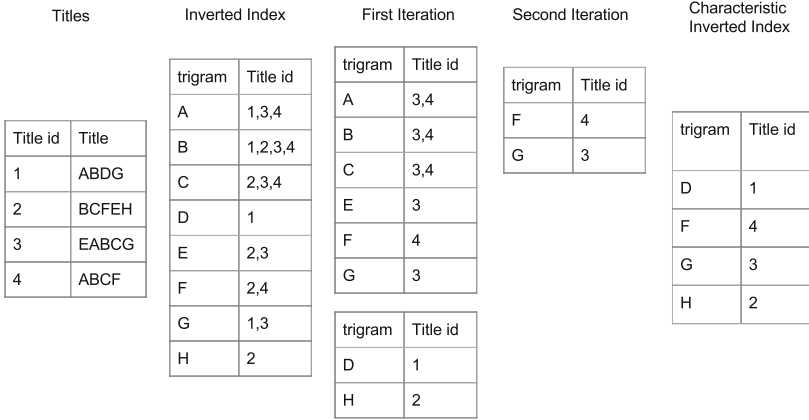 Titles
Title id Title
1 ABDG
2 BCFEH
3 EABCG
4 ABCF
Inverted Index
trigram Title id
A 1,3,4
B 1,2,3,4
C 2,3,4
D 1
E 2,3
F 2,4
G 1,3
H 2
First Iteration
trigram Title id
A 3,4
B 3,4
C 3,4
E 3
F 4
G 3
trigram Title id
D 1
H 2
Second Iteration
trigram Title id
F 4
G 3
Characteristic
Inverted Index
trigram Title id
D 1
F 4
G 3
H 2